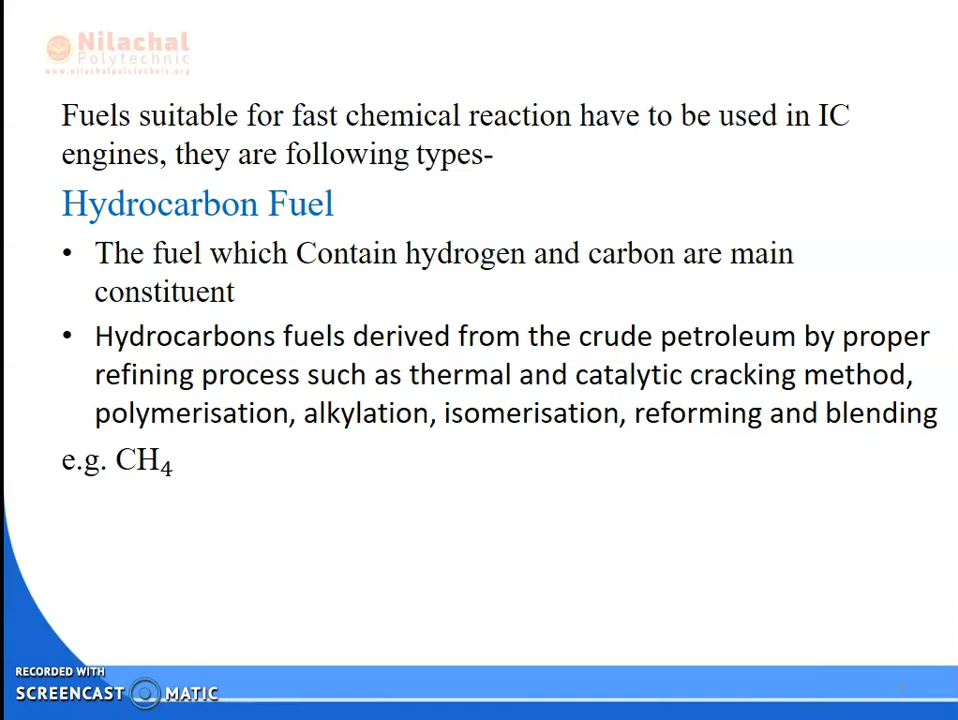 Nilachal
Polytechnic
www.nilachalpolytechnic.org
Fuels suitable for fast chemical reaction have to be used in IC
engines, they are following types-
Hydrocarbon Fuel
• The fuel which Contain hydrogen and carbon are main
constituent
• Hydrocarbons fuels derived from the crude petroleum by proper
refining process such as thermal and catalytic cracking method,
polymerisation, alkylation, isomerisation, reforming and blending
e.g. CH₄
RECORDED WITH
SCREENCAST MATIC